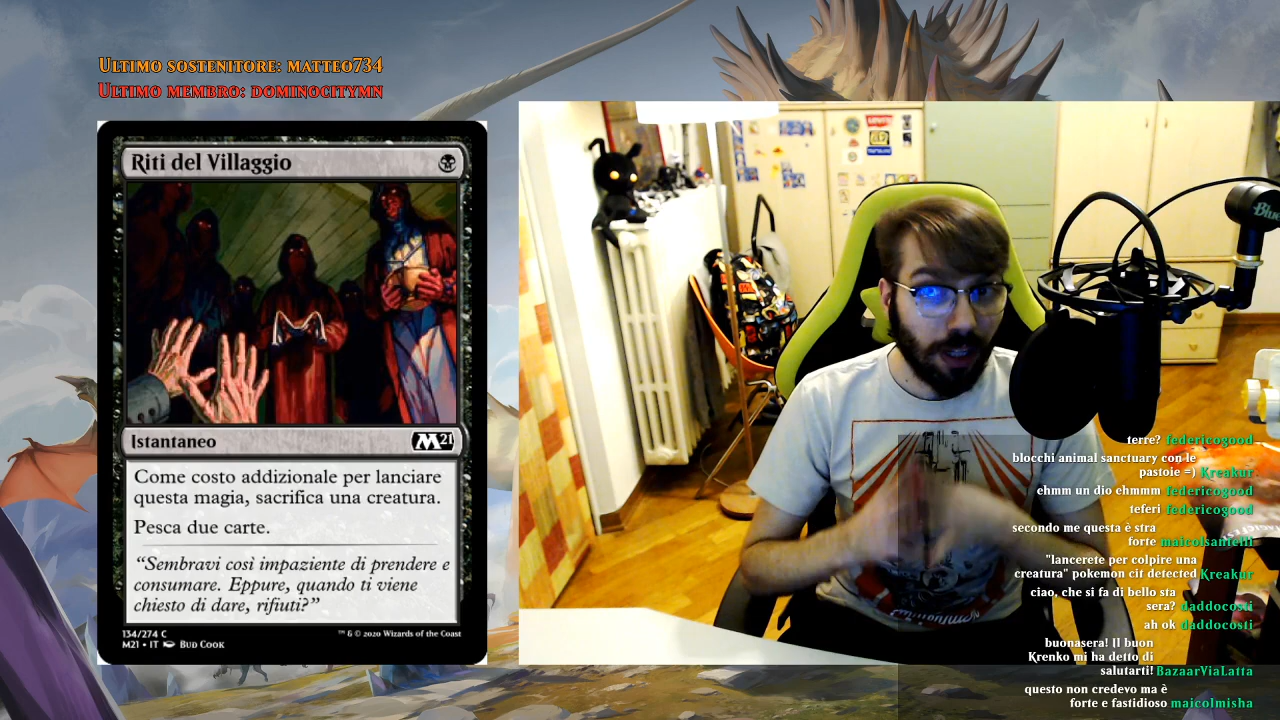 Ultimo sostenitore: matteo734
Ultimo membro: dominocitymn
Riti del Villaggio
Istantaneo
M21
Come costo addizionale per lanciare
questa magia, sacrifica una creatura.
Pesca due carte.
“Sembravi così impaziente di prendere e
consumare. Eppure, quando ti viene
chiesto di dare, rifiuti?”
134/274 C
M21 • IT Bud Cook
™ & © 2020 Wizards of the Coast
Blue
terre? federicogood
blocchi animal sanctuary con le
pastoie =) Kreakur
ehmm un dio ehmmm federicogood
teferi federicogood
secondo me questa è stra
forte maicolsantelli
"lancerete per colpire una
creatura" pokemon cit detected Kreakur
ciao, che si fa di bello sta
sera? daddocosti
ah ok daddocosti
buonasera! Il buon
Krenko mi ha detto di
salutarti! BazaarViaLatta
questo non credevo ma è
forte e fastidioso maicolmisha